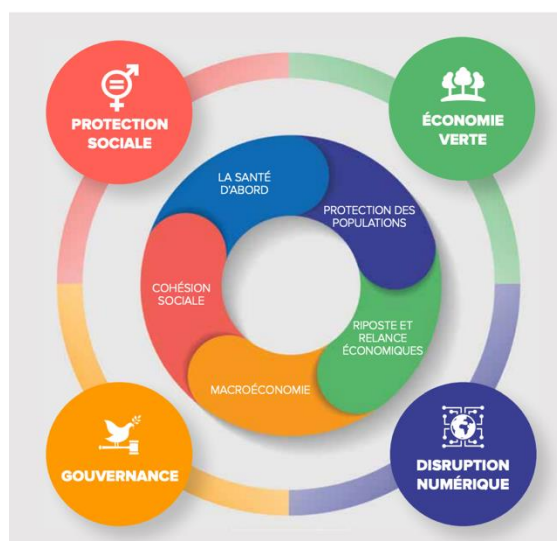 PROTECTION
SOCIALE
ÉCONOMIE
VERTE
LA SANTÉ
D'ABORD
PROTECTION DES
POPULATIONS
COHÉSION
SOCIALE
RIPOSTE ET
RELANCE
ÉCONOMIQUES
MACROÉCONOMIE
GOUVERNANCE
DISRUPTION
NUMÉRIQUE